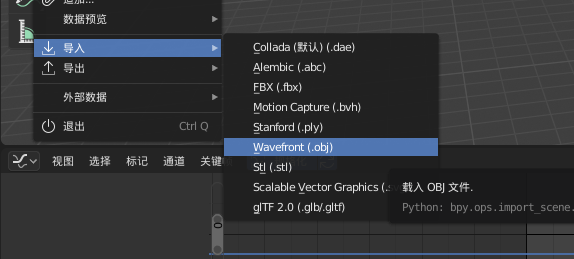 追加...
数据预览
导入
导出
外部数据
退出 Ctrl Q
Collada (默认) (.dae)
Alembic (.abc)
FBX (.fbx)
Motion Capture (.bvh)
Stanford (.ply)
Wavefront (.obj)
Stl (.stl)
Scalable Vector Graphics (.s
glTF 2.0 (.glb/.gltf)
载入 OBJ 文件.
Python: bpy.ops.import_scene.
视图 选择 标记 通道 关键
0